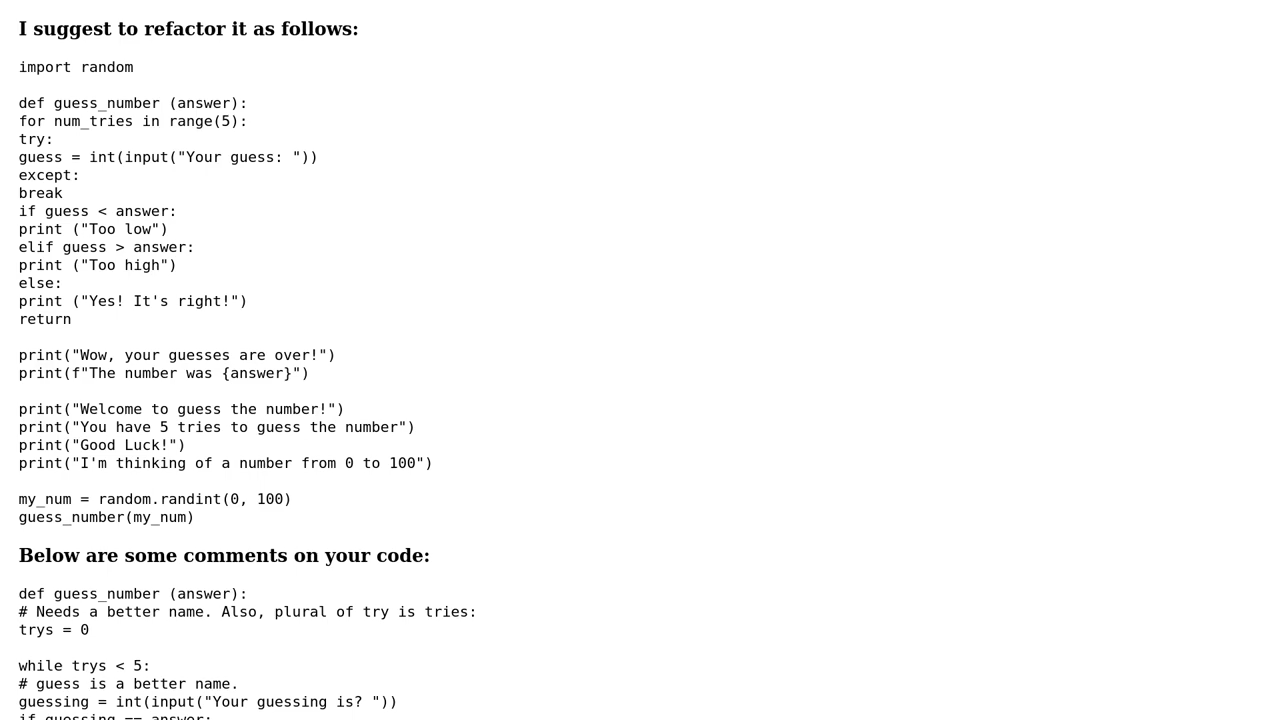 I suggest to refactor it as follows:
import random
def guess_number (answer):
for num_tries in range(5):
try:
guess = int(input("Your guess: "))
except:
break
if guess < answer:
print ("Too low")
elif guess > answer:
print ("Too high")
else:
print ("Yes! It's right!")
return
print("Wow, your guesses are over!")
print(f"The number was {answer}")
print("Welcome to guess the number!")
print("You have 5 tries to guess the number")
print("Good Luck!")
print("I'm thinking of a number from 0 to 100")
my_num = random.randint(0, 100)
guess_number(my_num)
Below are some comments on your code:
def guess_number (answer):
# Needs a better name. Also, plural of try is tries:
trys = 0
while trys < 5:
# guess is a better name.
guessing = int(input("Your guessing is? "))
if guessing == answer: